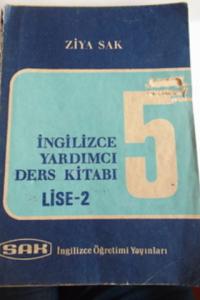 ZİYA SAK
5
İNGİLİZCE
YARDIMCI
DERS KİTABI
LİSE-2
SAK İngilizce Öğretimi Yayınları